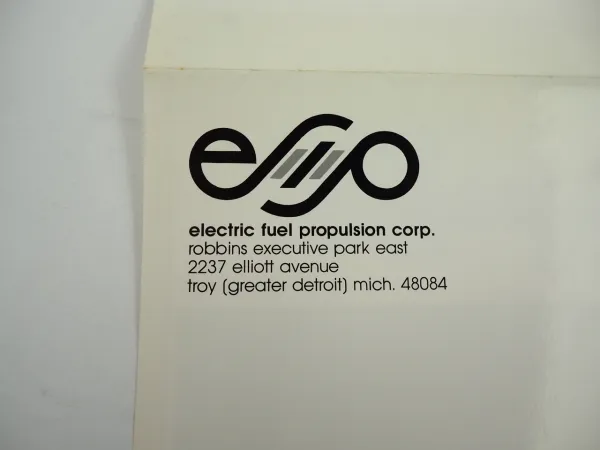 efp
electric fuel propulsion corp.
robbins executive park east
2237 elliott avenue
troy (greater detroit) mich. 48084